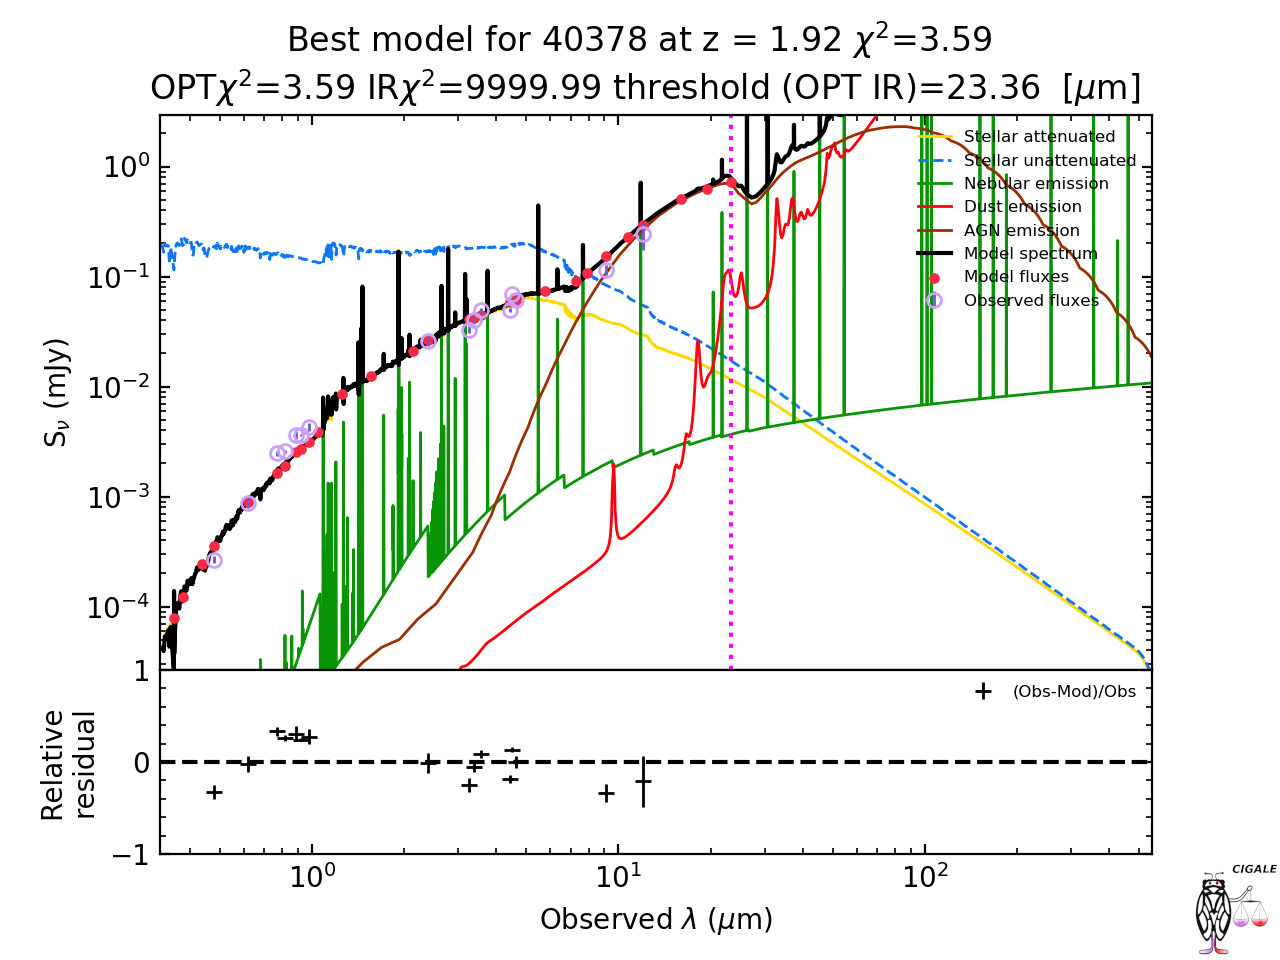 Best model for 40378 at z = 1.92 χ²=3.59
OPTχ²=3.59 IRχ²=9999.99 threshold (OPT IR)=23.36  [μm]
Stellar attenuated
Stellar unattenuated
Nebular emission
Dust emission
AGN emission
Model spectrum
Model fluxes
Observed fluxes
10⁰
10⁻¹
10⁻²
10⁻³
10⁻⁴
S_ν (mJy)
(Obs-Mod)/Obs
1
0
−1
Relative
residual
10⁰ 10¹ 10²
Observed λ (μm)
CIGALE